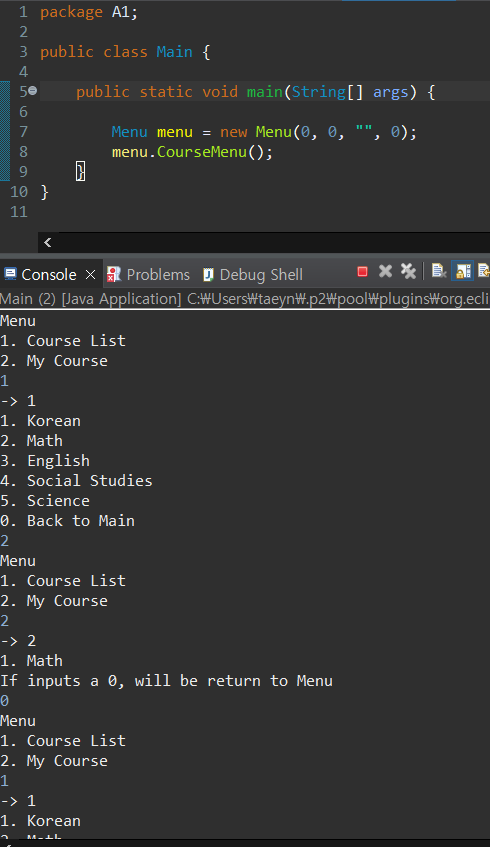 1 package A1;
2
3 public class Main {
4
5 public static void main(String[] args) {
6
7 Menu menu = new Menu(0, 0, "", 0);
8 menu.CourseMenu();
9 }
10 }
11
Console Problems Debug Shell
Main (2) [Java Application] C:₩Users₩taeyn₩.p2₩pool₩plugins₩org.ecli
Menu
1. Course List
2. My Course
1
-> 1
1. Korean
2. Math
3. English
4. Social Studies
5. Science
0. Back to Main
2
Menu
1. Course List
2. My Course
2
-> 2
1. Math
If inputs a 0, will be return to Menu
0
Menu
1. Course List
2. My Course
1
-> 1
1. Korean
2. Math